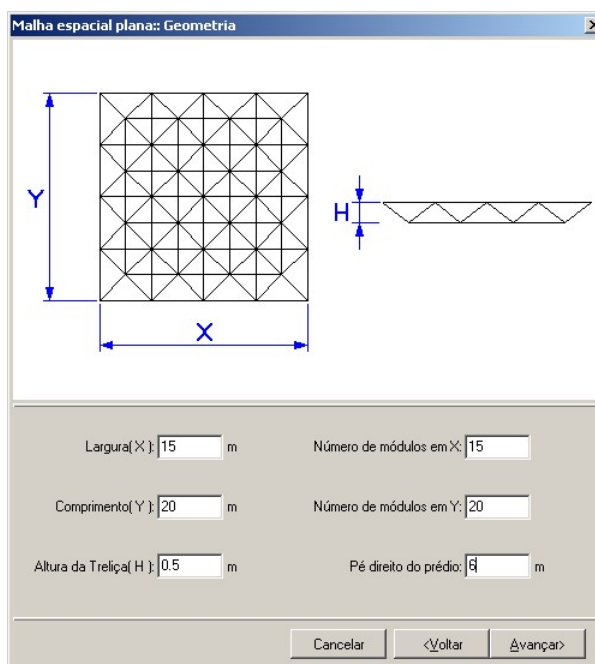 Malha espacial plana:: Geometria
Y
X
H
Largura( X ): 15 m Número de módulos em X: 15
Comprimento( Y ): 20 m Número de módulos em Y: 20
Altura da Treliça( H ): 0.5 m Pé direito do prédio: 6 m
Cancelar <Voltar Avançar>